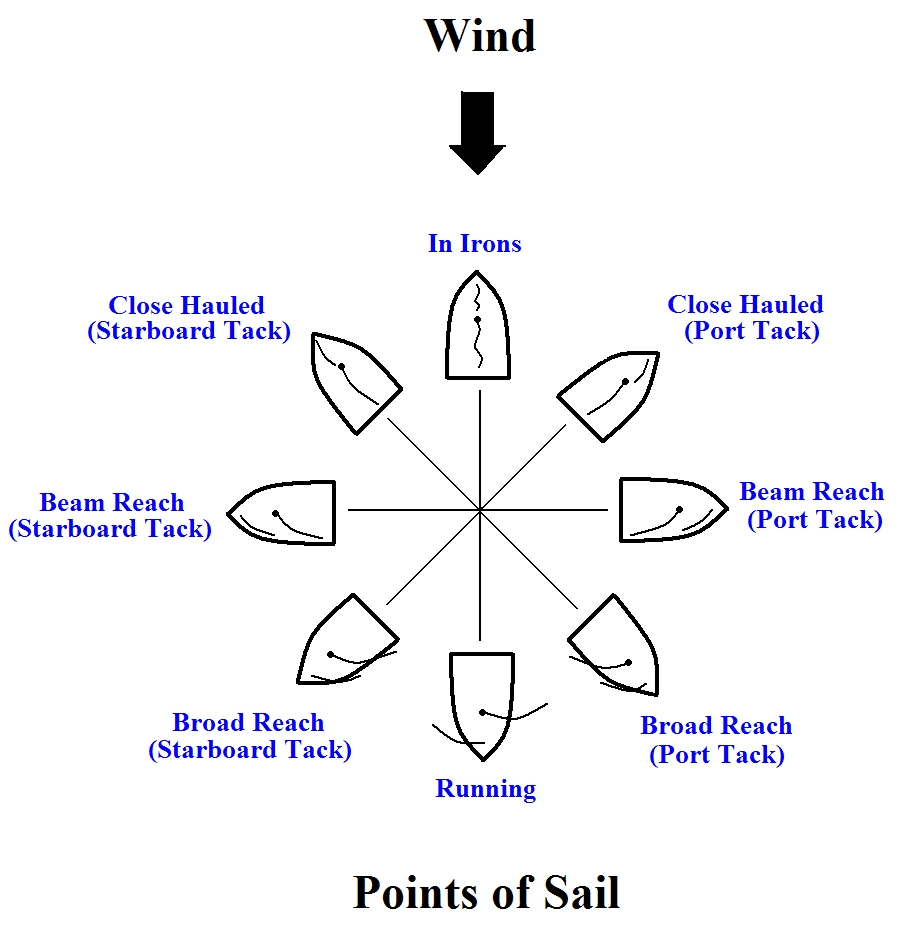 Wind
In Irons
Close Hauled
(Starboard Tack)
Close Hauled
(Port Tack)
Beam Reach
(Starboard Tack)
Beam Reach
(Port Tack)
Broad Reach
(Starboard Tack)
Broad Reach
(Port Tack)
Running
Points of Sail